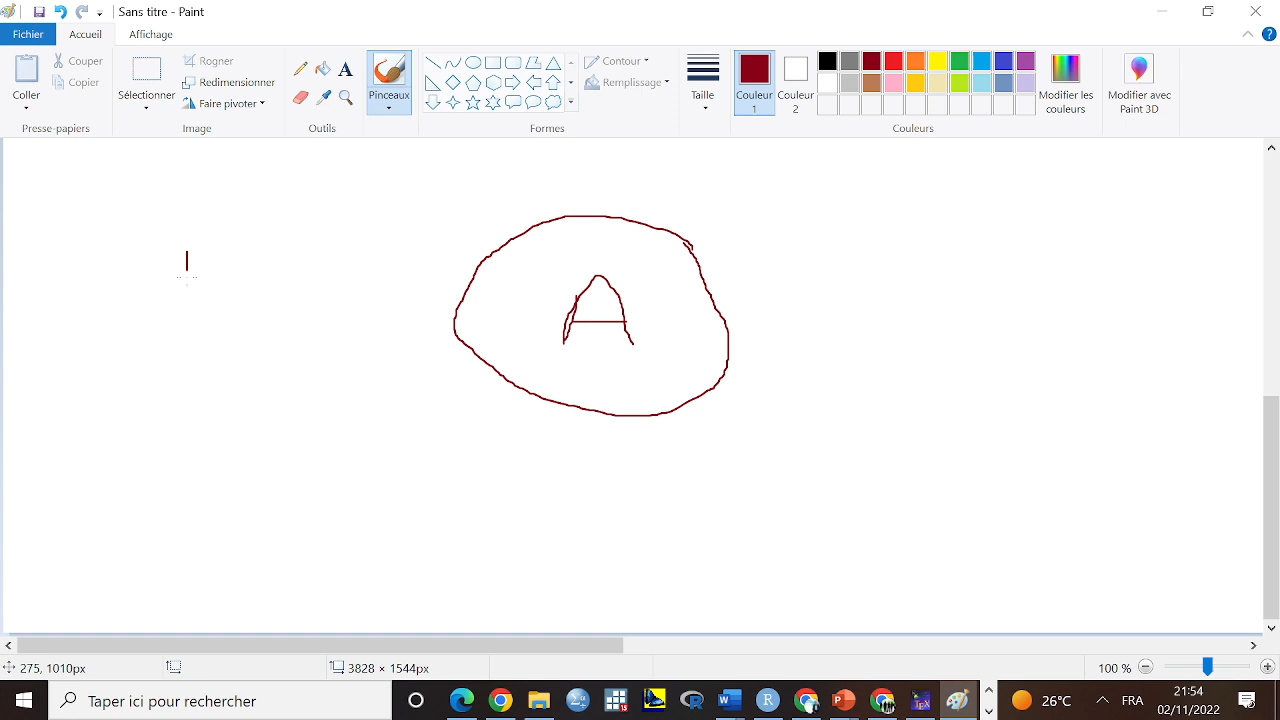 Sans titre - Paint
Fichier Accueil Affichage
Coller
Couper
Copier
Presse-papiers
Sélectionner
Rogner
Redimensionner
Faire pivoter
Image
A
Outils
Pinceaux
Contour
Remplissage
Formes
Taille
Couleur 1
Couleur 2
Modifier les couleurs
Couleurs
Modifier avec Paint 3D
A
275, 1010px
3828 × 1544px
100 %
Taper ici pour rechercher
26°C
FRA
21:54
02/11/2022